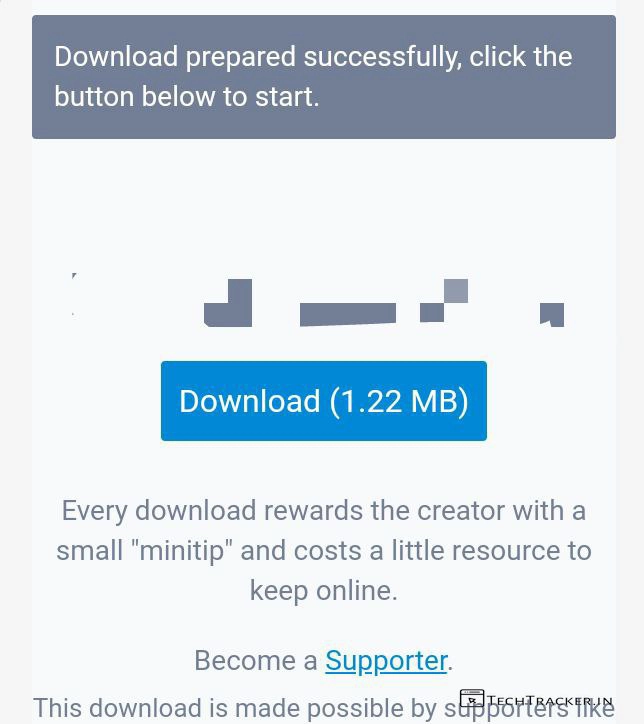 Download prepared successfully, click the
button below to start.
Download (1.22 MB)
Every download rewards the creator with a
small "minitip" and costs a little resource to
keep online.
Become a Supporter.
This download is made possible by supporters like
TECHTRACKER.IN